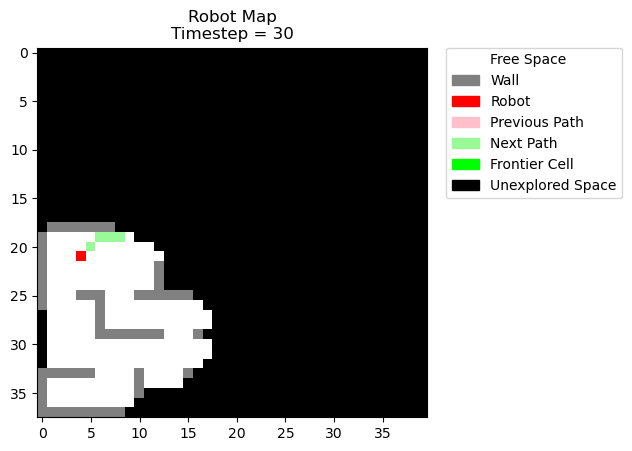 Robot Map
Timestep = 30
0
5
10
15
20
25
30
35
0
5
10
15
20
25
30
35
Free Space
Wall
Robot
Previous Path
Next Path
Frontier Cell
Unexplored Space